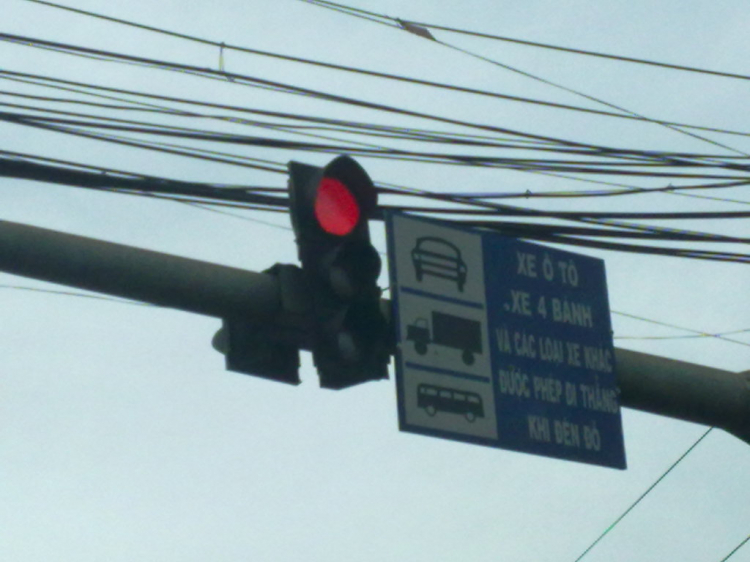 XE Ô TÔ
XE 4 BÁNH
VÀ CÁC LOẠI XE KHÁC
ĐƯỢC PHÉP ĐI THẲNG
KHI ĐÈN ĐỎ